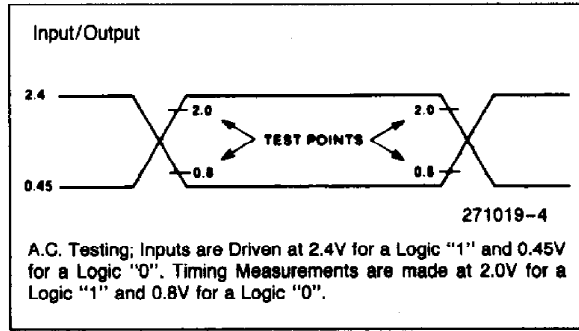 Input/Output
2.4
2.0
2.0
TEST POINTS
0.8
0.8
0.45
271019-4
A.C. Testing; Inputs are Driven at 2.4V for a Logic "1" and 0.45V
for a Logic "0". Timing Measurements are made at 2.0V for a
Logic "1" and 0.8V for a Logic "0".